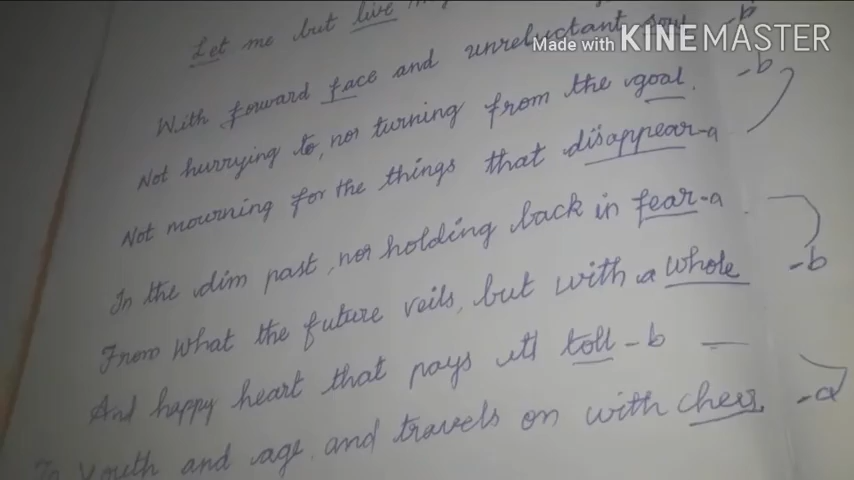 Let me but live my
With forward face and unreluctant soul -b
Not hurrying to, nor turning from the goal. -b
Not mourning for the things that disappear-a
In the dim past, nor holding back in fear-a
From what the future veils, but with a whole -b
And happy heart that pays its toll -b
To Youth and age, and travels on with cheer. -a
Made with KINEMASTER